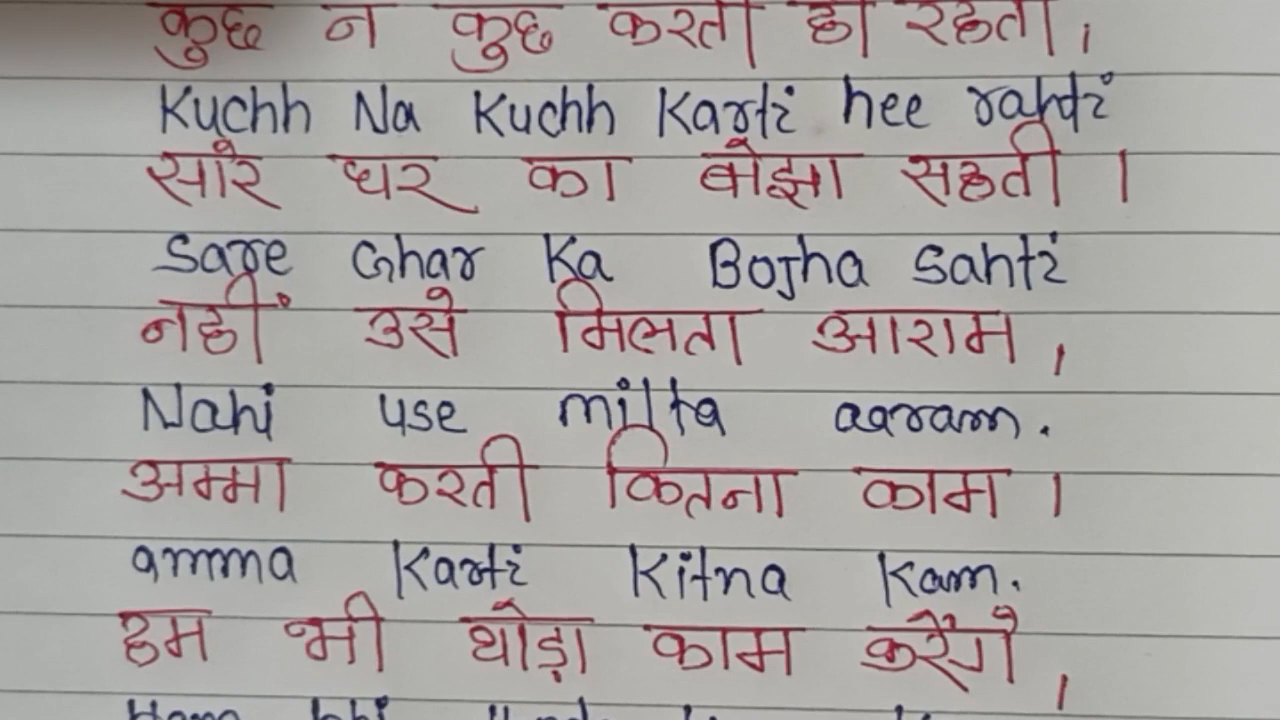 कुछ न कुछ करती ही रहती,
Kuchh Na Kuchh Karti hee rahti
सारे घर का बोझा सहती ।
Sare Ghar Ka Bojha Sahti
नहीं उसे मिलता आराम,
Nahi use milta aaram.
अम्मा करती कितना काम ।
amma Karti Kitna Kam.
हम भी थोड़ा काम करेंगे,